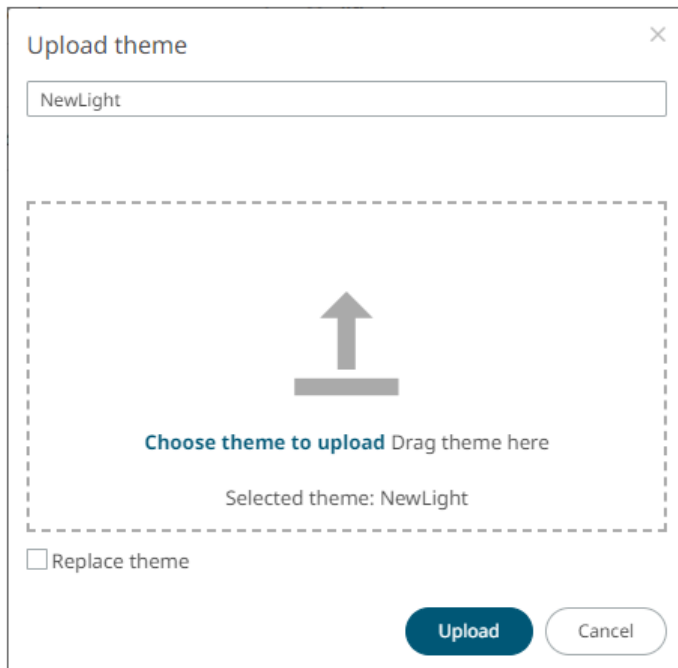 Upload theme
NewLight
Choose theme to upload Drag theme here
Selected theme: NewLight
Replace theme
Upload
Cancel